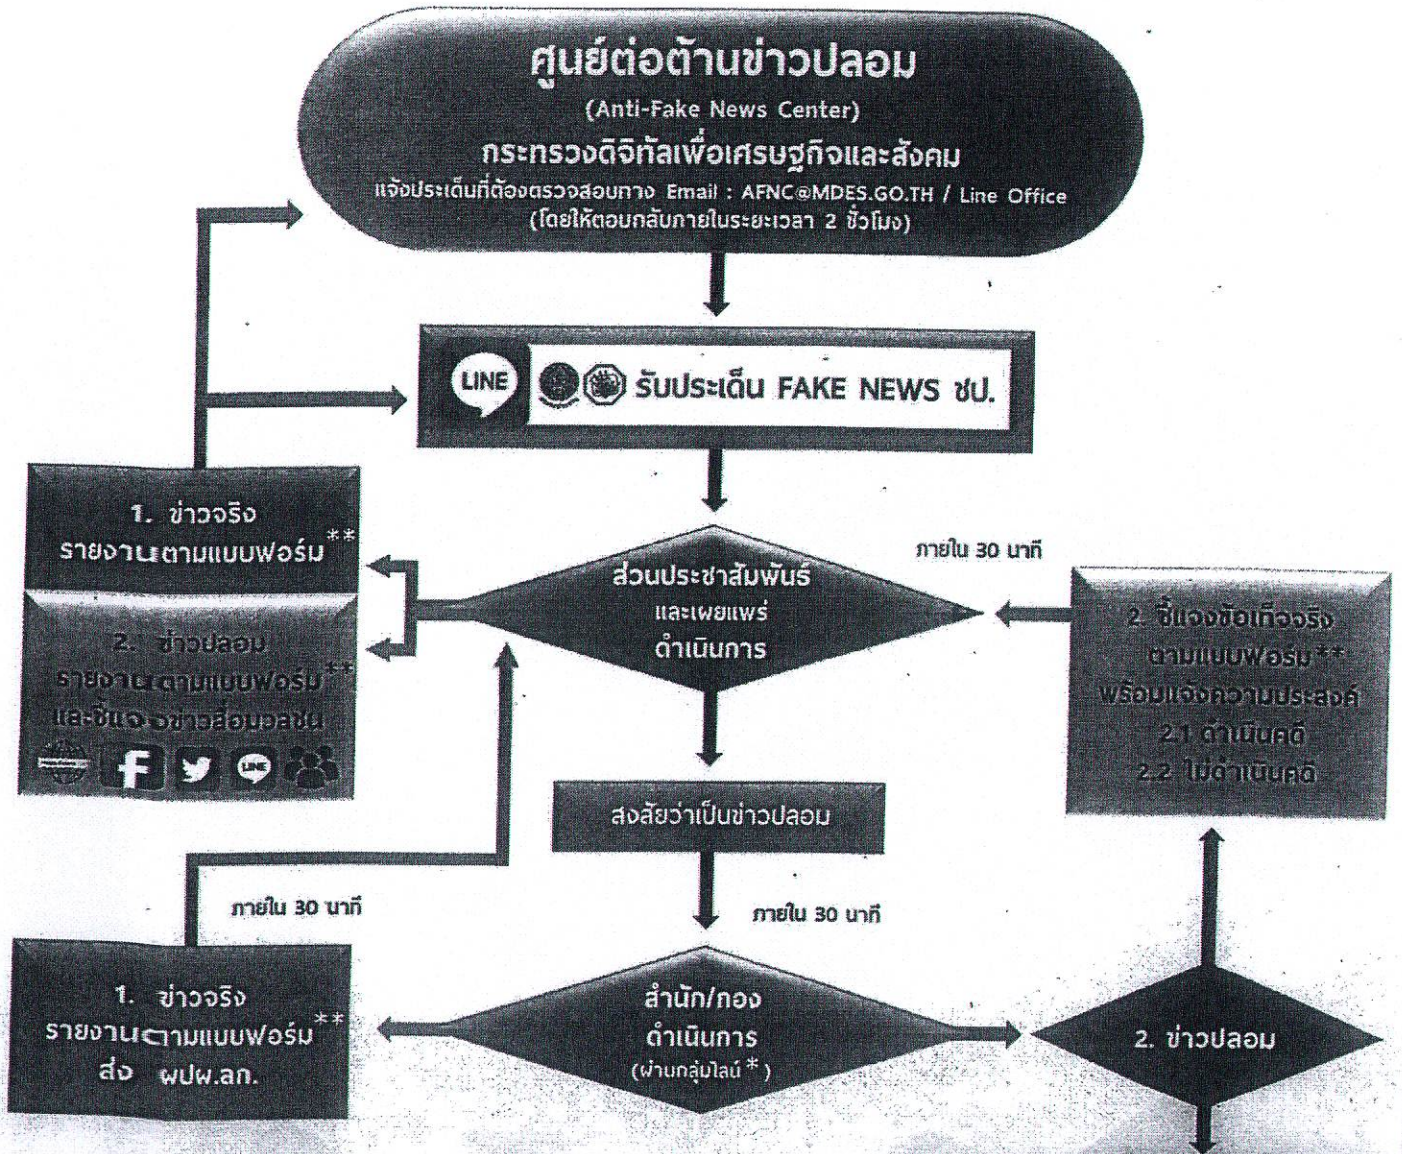 ศูนย์ต่อต้านข่าวปลอม
(Anti-Fake News Center)
กระทรวงดิจิทัลเพื่อเศรษฐกิจและสังคม
แจ้งประเด็นที่ต้องตรวจสอบทาง Email : AFNC@MDES.GO.TH / Line Office
(โดยให้ตอบกลับภายในระยะเวลา 2 ชั่วโมง)
LINE
รับประเด็น FAKE NEWS ชป.
1. ข่าวจริง
รายงานตามแบบฟอร์ม**
2. ข่าวปลอม
รายงานตามแบบฟอร์ม**
และชี้แจงข่าวสื่อมวลชน
LINE
ส่วนประชาสัมพันธ์
และเผยแพร่
ดำเนินการ
ภายใน 30 นาที
2. ชี้แจงข้อเท็จจริง
ตามแบบฟอร์ม**
พร้อมแจ้งความประสงค์
2.1 ดำเนินคดี
2.2 ไม่ดำเนินคดี
สงสัยว่าเป็นข่าวปลอม
ภายใน 30 นาที
ภายใน 30 นาที
1. ข่าวจริง
รายงานตามแบบฟอร์ม**
ส่ง ผปผ.ลก.
สำนัก/กอง
ดำเนินการ
(ผ่านกลุ่มไลน์*)
2. ข่าวปลอม